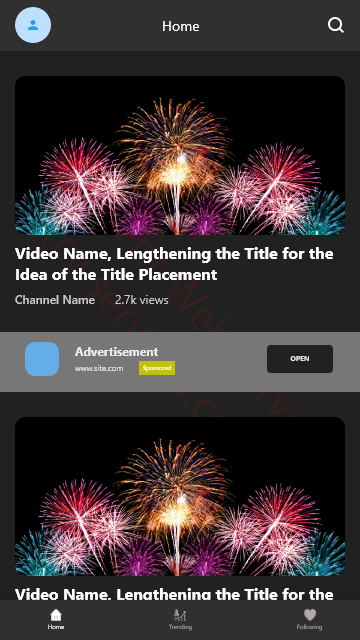 Home
Video Name, Lengthening the Title for the
Idea of the Title Placement
Channel Name 2.7k views
Advertisement
www.site.com Sponsored
OPEN
Video Name, Lengthening the Title for the
Home Trending Following